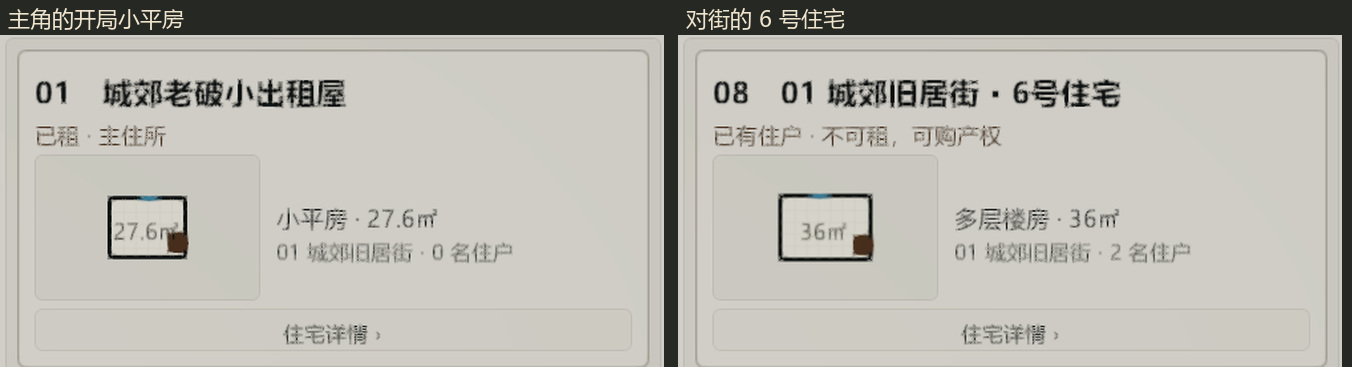 主角的开局小平房
01 城郊老破小出租屋
已租 · 主住所
27.6㎡
小平房 · 27.6㎡
01 城郊旧居街 · 0 名住户
住宅详情 ›
对街的 6 号住宅
08 01 城郊旧居街 · 6号住宅
已有住户 · 不可租，可购产权
36㎡
多层楼房 · 36㎡
01 城郊旧居街 · 2 名住户
住宅详情 ›